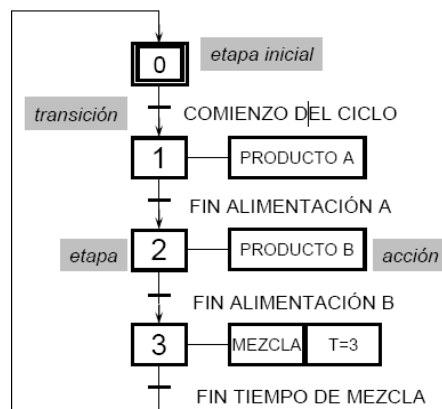 0
etapa inicial
transición
COMIENZO DEL CICLO
1
PRODUCTO A
FIN ALIMENTACIÓN A
etapa
2
PRODUCTO B
acción
FIN ALIMENTACIÓN B
3
MEZCLA
T=3
FIN TIEMPO DE MEZCLA